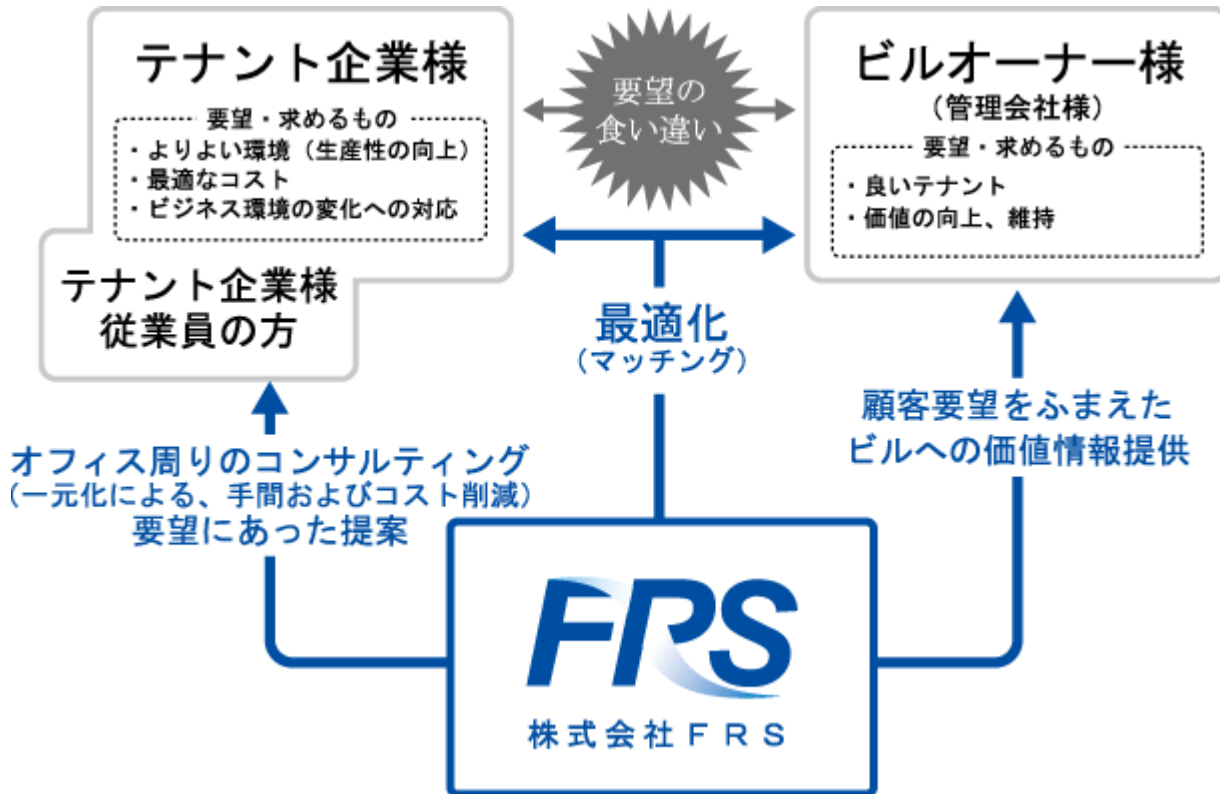 テナント企業様
要望・求めるもの
・よりよい環境（生産性の向上）
・最適なコスト
・ビジネス環境の変化への対応
テナント企業様
従業員の方
要望の
食い違い
ビルオーナー様
（管理会社様）
要望・求めるもの
・良いテナント
・価値の向上、維持
最適化
（マッチング）
オフィス周りのコンサルティング
（一元化による、手間およびコスト削減）
要望にあった提案
顧客要望をふまえた
ビルへの価値情報提供
FRS
株式会社ＦＲＳ